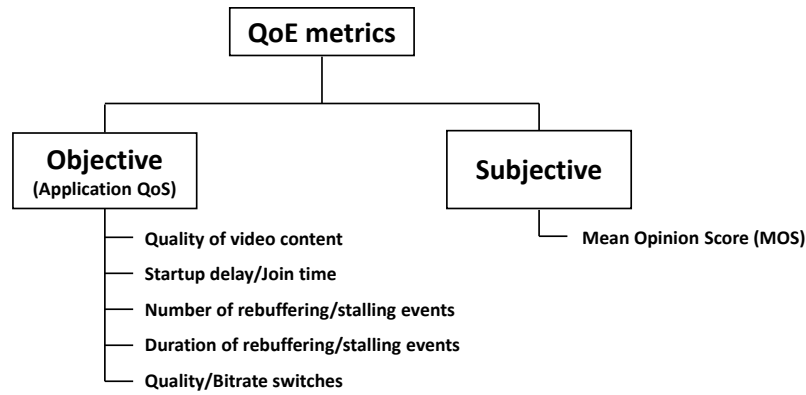 QoE metrics
Objective
(Application QoS)
Subjective
Quality of video content
Startup delay/Join time
Number of rebuffering/stalling events
Duration of rebuffering/stalling events
Quality/Bitrate switches
Mean Opinion Score (MOS)